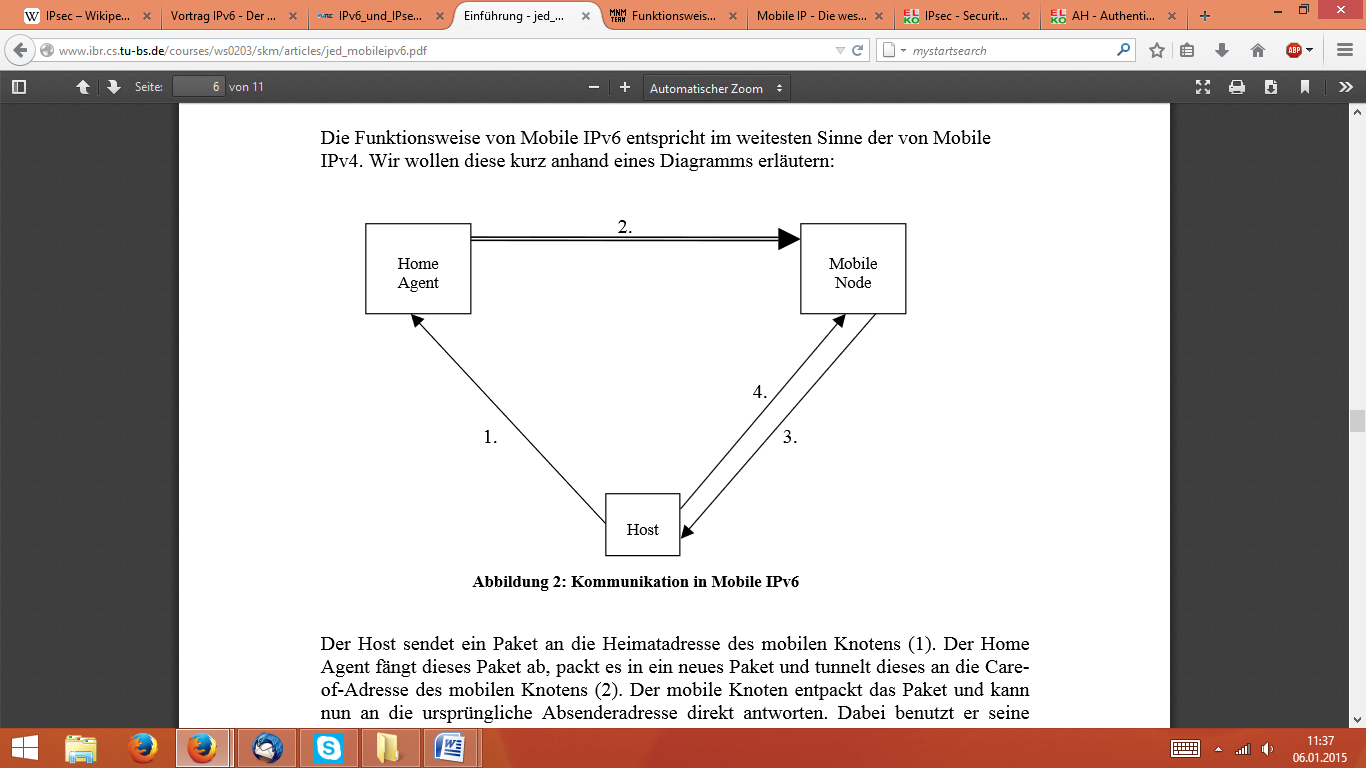 IPsec – Wikipe...
Vortrag IPv6 - Der ...
IPv6_und_IPse...
Einführung - jed_...
MNM TEAM Funktionsweis...
Mobile IP - Die wes...
EL KO IPsec - Securit...
EL KO AH - Authenti...
www.ibr.cs.tu-bs.de/courses/ws0203/skm/articles/jed_mobileipv6.pdf
mystartsearch
ABP
Seite: 6 von 11
Automatischer Zoom
Die Funktionsweise von Mobile IPv6 entspricht im weitesten Sinne der von Mobile
IPv4. Wir wollen diese kurz anhand eines Diagramms erläutern:
2.
Home
Agent
Mobile
Node
4.
1.
3.
Host
Abbildung 2: Kommunikation in Mobile IPv6
Der Host sendet ein Paket an die Heimatadresse des mobilen Knotens (1). Der Home
Agent fängt dieses Paket ab, packt es in ein neues Paket und tunnelt dieses an die Care-
of-Adresse des mobilen Knotens (2). Der mobile Knoten entpackt das Paket und kann
nun an die ursprüngliche Absenderadresse direkt antworten. Dabei benutzt er seine
11:37
06.01.2015